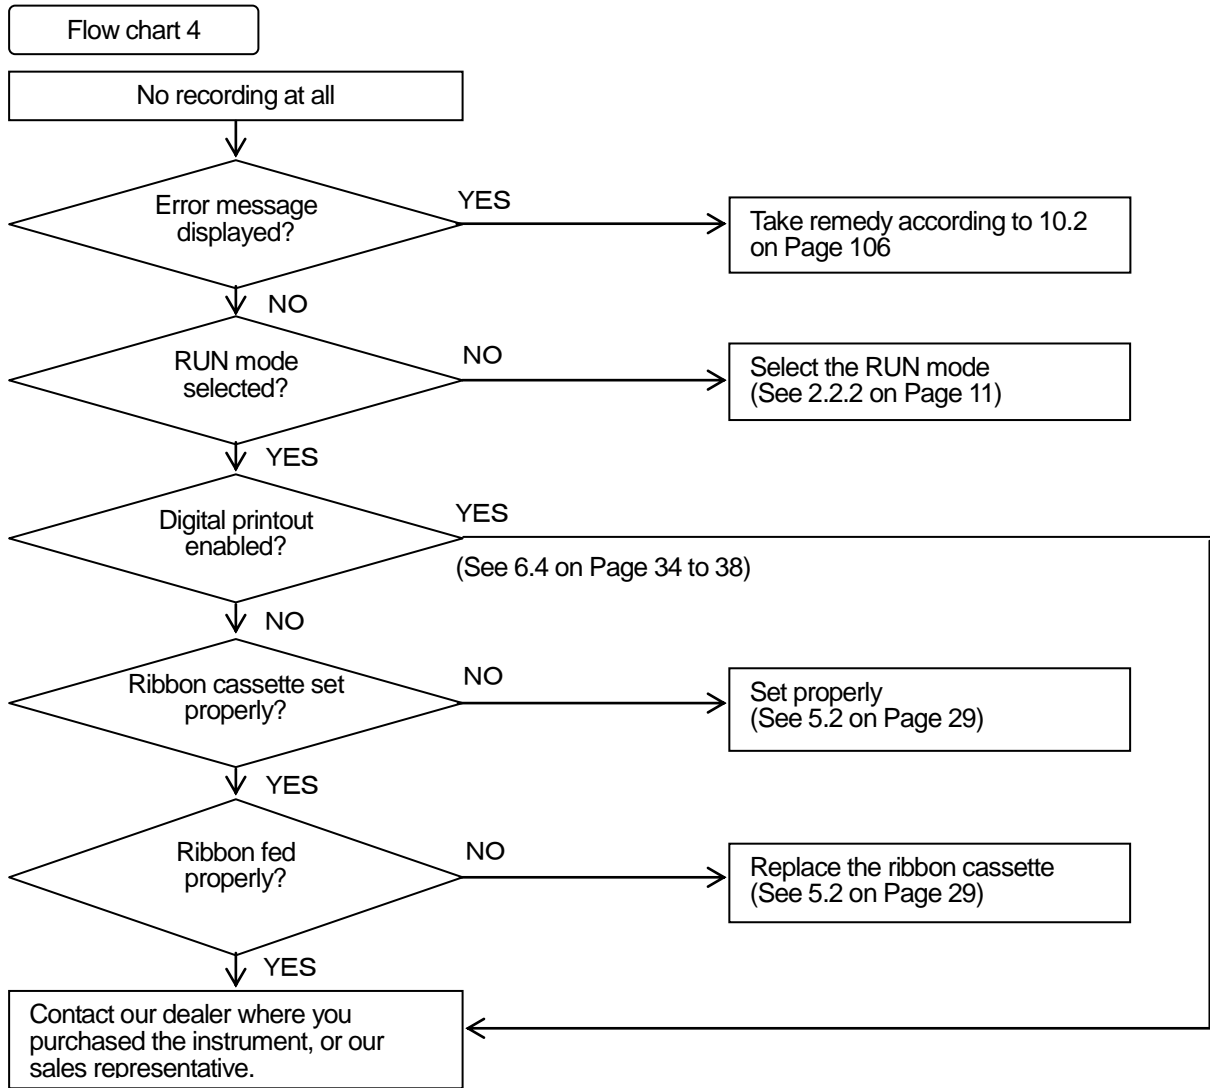 Flow chart 4
No recording at all
Error message
displayed?
YES
Take remedy according to 10.2
on Page 106
NO
RUN mode
selected?
NO
Select the RUN mode
(See 2.2.2 on Page 11)
YES
Digital printout
enabled?
YES
(See 6.4 on Page 34 to 38)
NO
Ribbon cassette set
properly?
NO
Set properly
(See 5.2 on Page 29)
YES
Ribbon fed
properly?
NO
Replace the ribbon cassette
(See 5.2 on Page 29)
YES
Contact our dealer where you
purchased the instrument, or our
sales representative.